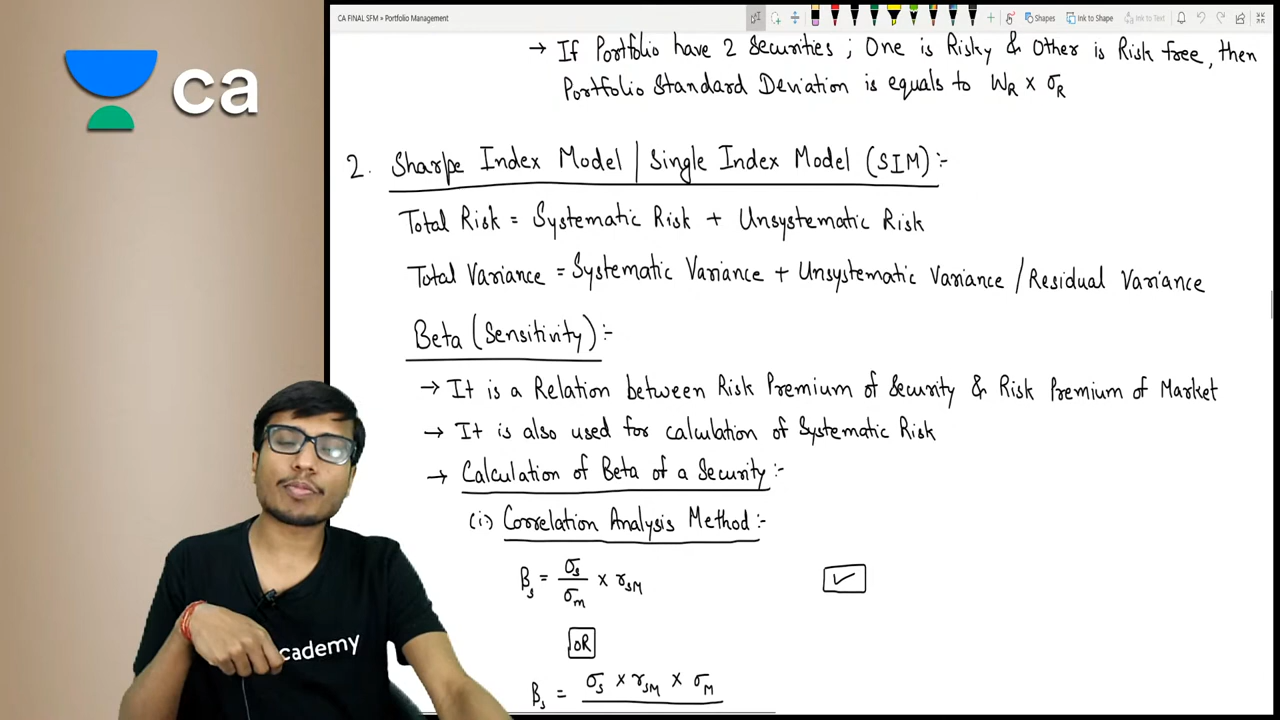 CA FINAL SFM > Portfolio Management
Shapes
Ink to Shape
Ink to Text
ca
→ If Portfolio have 2 Securities ; One is Risky & Other is Risk free, then
Portfolio Standard Deviation is equals to W_R × σ_R
2. Sharpe Index Model | Single Index Model (SIM) :-
Total Risk = Systematic Risk + Unsystematic Risk
Total Variance = Systematic Variance + Unsystematic Variance / Residual Variance
Beta (Sensitivity) :-
→ It is a Relation between Risk Premium of Security & Risk Premium of Market
→ It is also used for calculation of Systematic Risk
→ Calculation of Beta of a Security :-
(i.) Correlation Analysis Method :-
β_s = σ_s / σ_m × r_sM
OR
β_s = σ_s × r_sM × σ_M
cademy